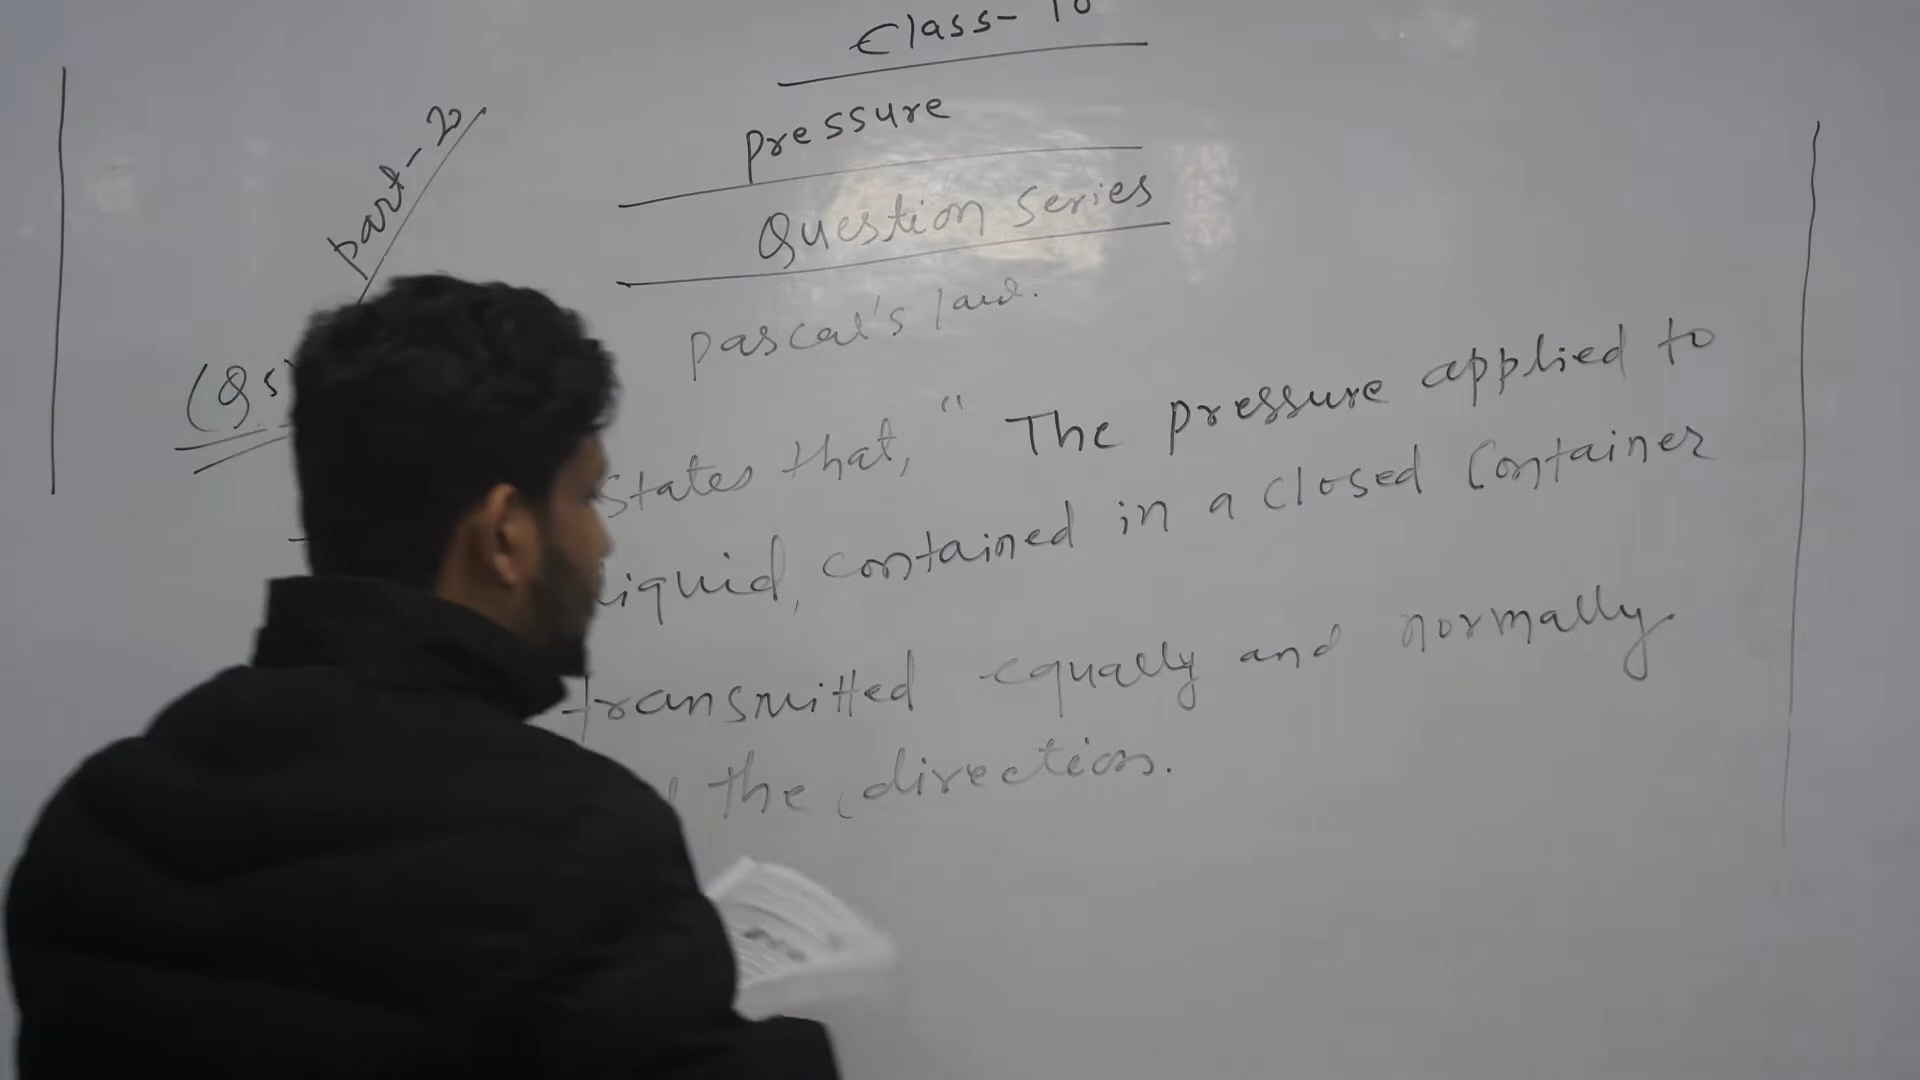 Class- 10
pressure
Question Series
part-2
(Q5)
pascal's law.
states that, " The pressure applied to
liquid, contained in a closed Container
transmitted equally and normally
the direction.